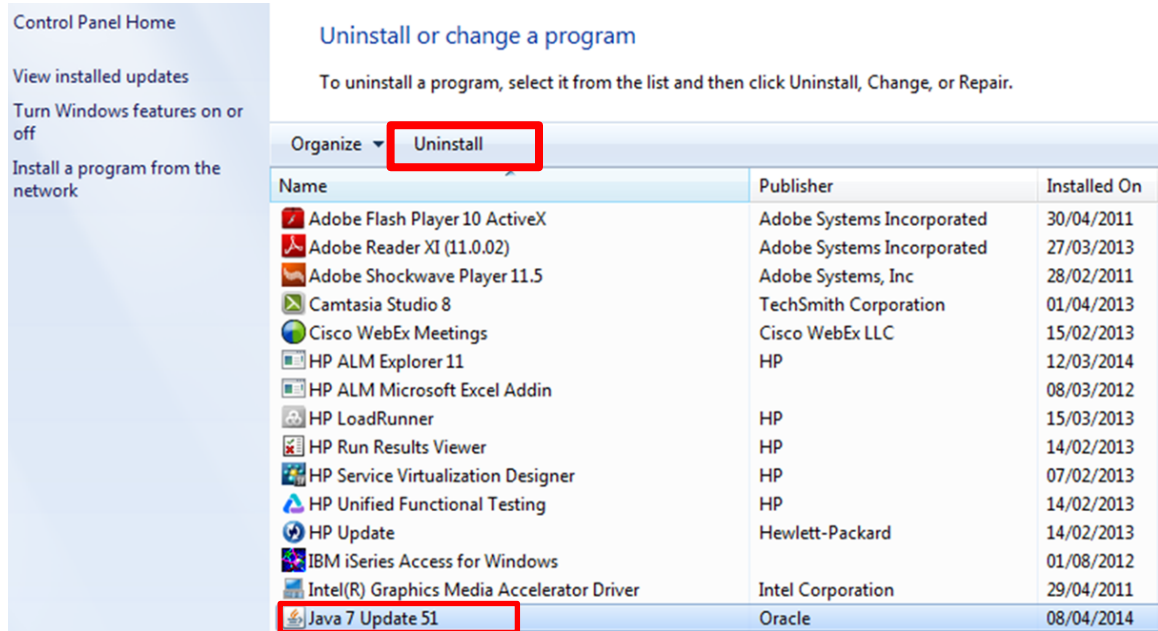 Control Panel Home
View installed updates
Turn Windows features on or
off
Install a program from the
network
Uninstall or change a program
To uninstall a program, select it from the list and then click Uninstall, Change, or Repair.
Organize Uninstall
Name Publisher Installed On
Adobe Flash Player 10 ActiveX Adobe Systems Incorporated 30/04/2011
Adobe Reader XI (11.0.02) Adobe Systems Incorporated 27/03/2013
Adobe Shockwave Player 11.5 Adobe Systems, Inc 28/02/2011
Camtasia Studio 8 TechSmith Corporation 01/04/2013
Cisco WebEx Meetings Cisco WebEx LLC 15/02/2013
HP ALM Explorer 11 HP 12/03/2014
HP ALM Microsoft Excel Addin 08/03/2012
HP LoadRunner HP 15/03/2013
HP Run Results Viewer HP 14/02/2013
HP Service Virtualization Designer HP 07/02/2013
HP Unified Functional Testing HP 14/02/2013
HP Update Hewlett-Packard 14/02/2013
IBM iSeries Access for Windows 01/08/2012
Intel(R) Graphics Media Accelerator Driver Intel Corporation 29/04/2011
Java 7 Update 51 Oracle 08/04/2014